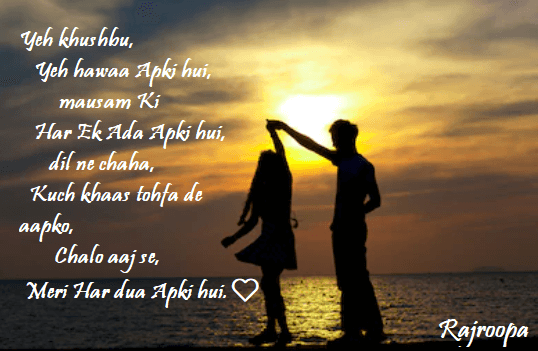 Yeh khushbu,
Yeh hawaa Apki hui,
mausam Ki
Har Ek Ada Apki hui,
dil ne chaha,
Kuch khaas tohfa de
aapko,
Chalo aaj se,
Meri Har dua Apki hui.
Rajroopa